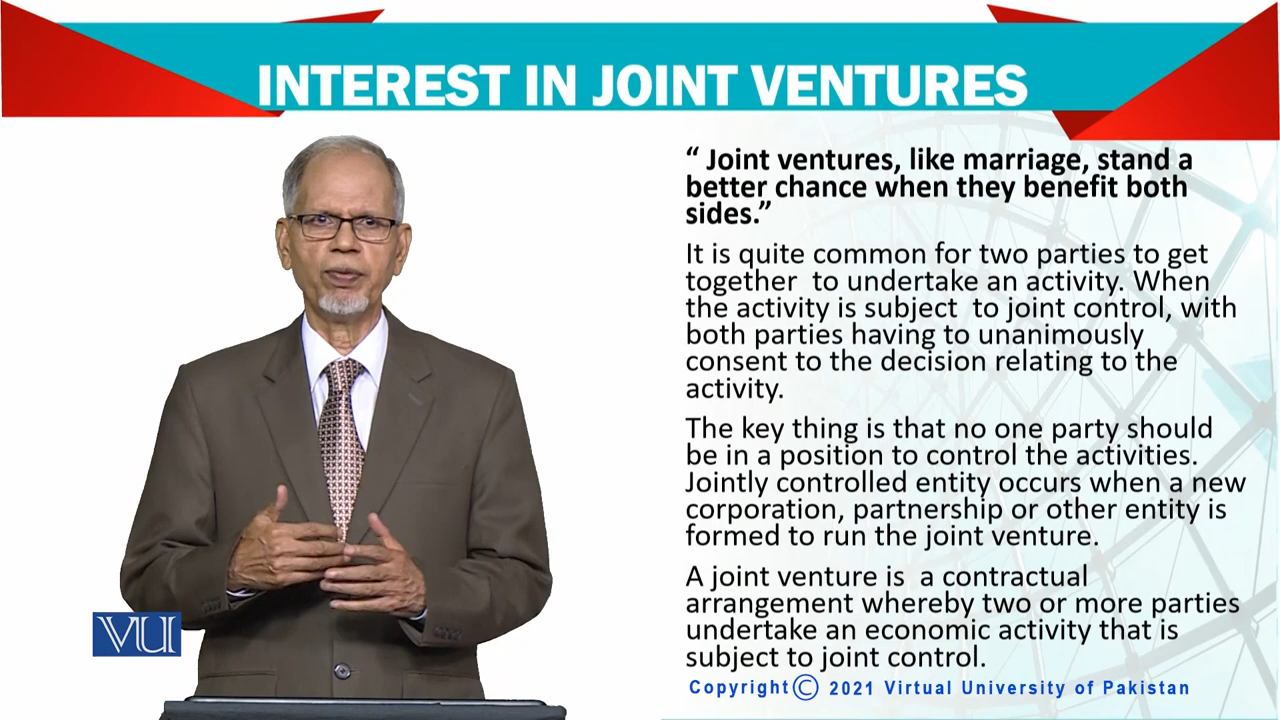 INTEREST IN JOINT VENTURES
“ Joint ventures, like marriage, stand a
better chance when they benefit both
sides.”
It is quite common for two parties to get
together  to undertake an activity. When
the activity is subject  to joint control, with
both parties having to unanimously
consent to the decision relating to the
activity.
The key thing is that no one party should
be in a position to control the activities.
Jointly controlled entity occurs when a new
corporation, partnership or other entity is
formed to run the joint venture.
A joint venture is  a contractual
arrangement whereby two or more parties
undertake an economic activity that is
subject to joint control.
VU
Copyright© 2021 Virtual University of Pakistan